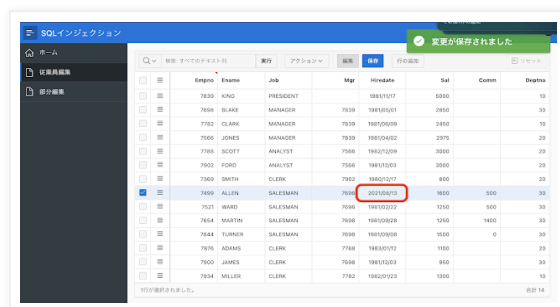 SQLインジェクション
変更が保存されました
ホーム
従業員編集
部分編集
検索: すべてのテキスト列 実行 アクション 編集 保存 行の追加 リセット
Empno Ename Job Mgr Hiredate Sal Comm Deptno
7839 KING PRESIDENT 1981/11/17 5000 10
7698 BLAKE MANAGER 7839 1981/05/01 2850 30
7782 CLARK MANAGER 7839 1981/06/09 2450 10
7566 JONES MANAGER 7839 1981/04/02 2975 20
7788 SCOTT ANALYST 7566 1982/12/09 3000 20
7902 FORD ANALYST 7566 1981/12/03 3000 20
7369 SMITH CLERK 7902 1980/12/17 800 20
7499 ALLEN SALESMAN 7698 2021/08/13 1600 500 30
7521 WARD SALESMAN 7698 1981/02/22 1250 500 30
7654 MARTIN SALESMAN 7698 1981/09/28 1250 1400 30
7844 TURNER SALESMAN 7698 1981/09/08 1500 0 30
7876 ADAMS CLERK 7788 1983/01/12 1100 20
7900 JAMES CLERK 7698 1981/12/03 950 30
7934 MILLER CLERK 7782 1982/01/23 1300 10
1行が選択されました。 合計 14